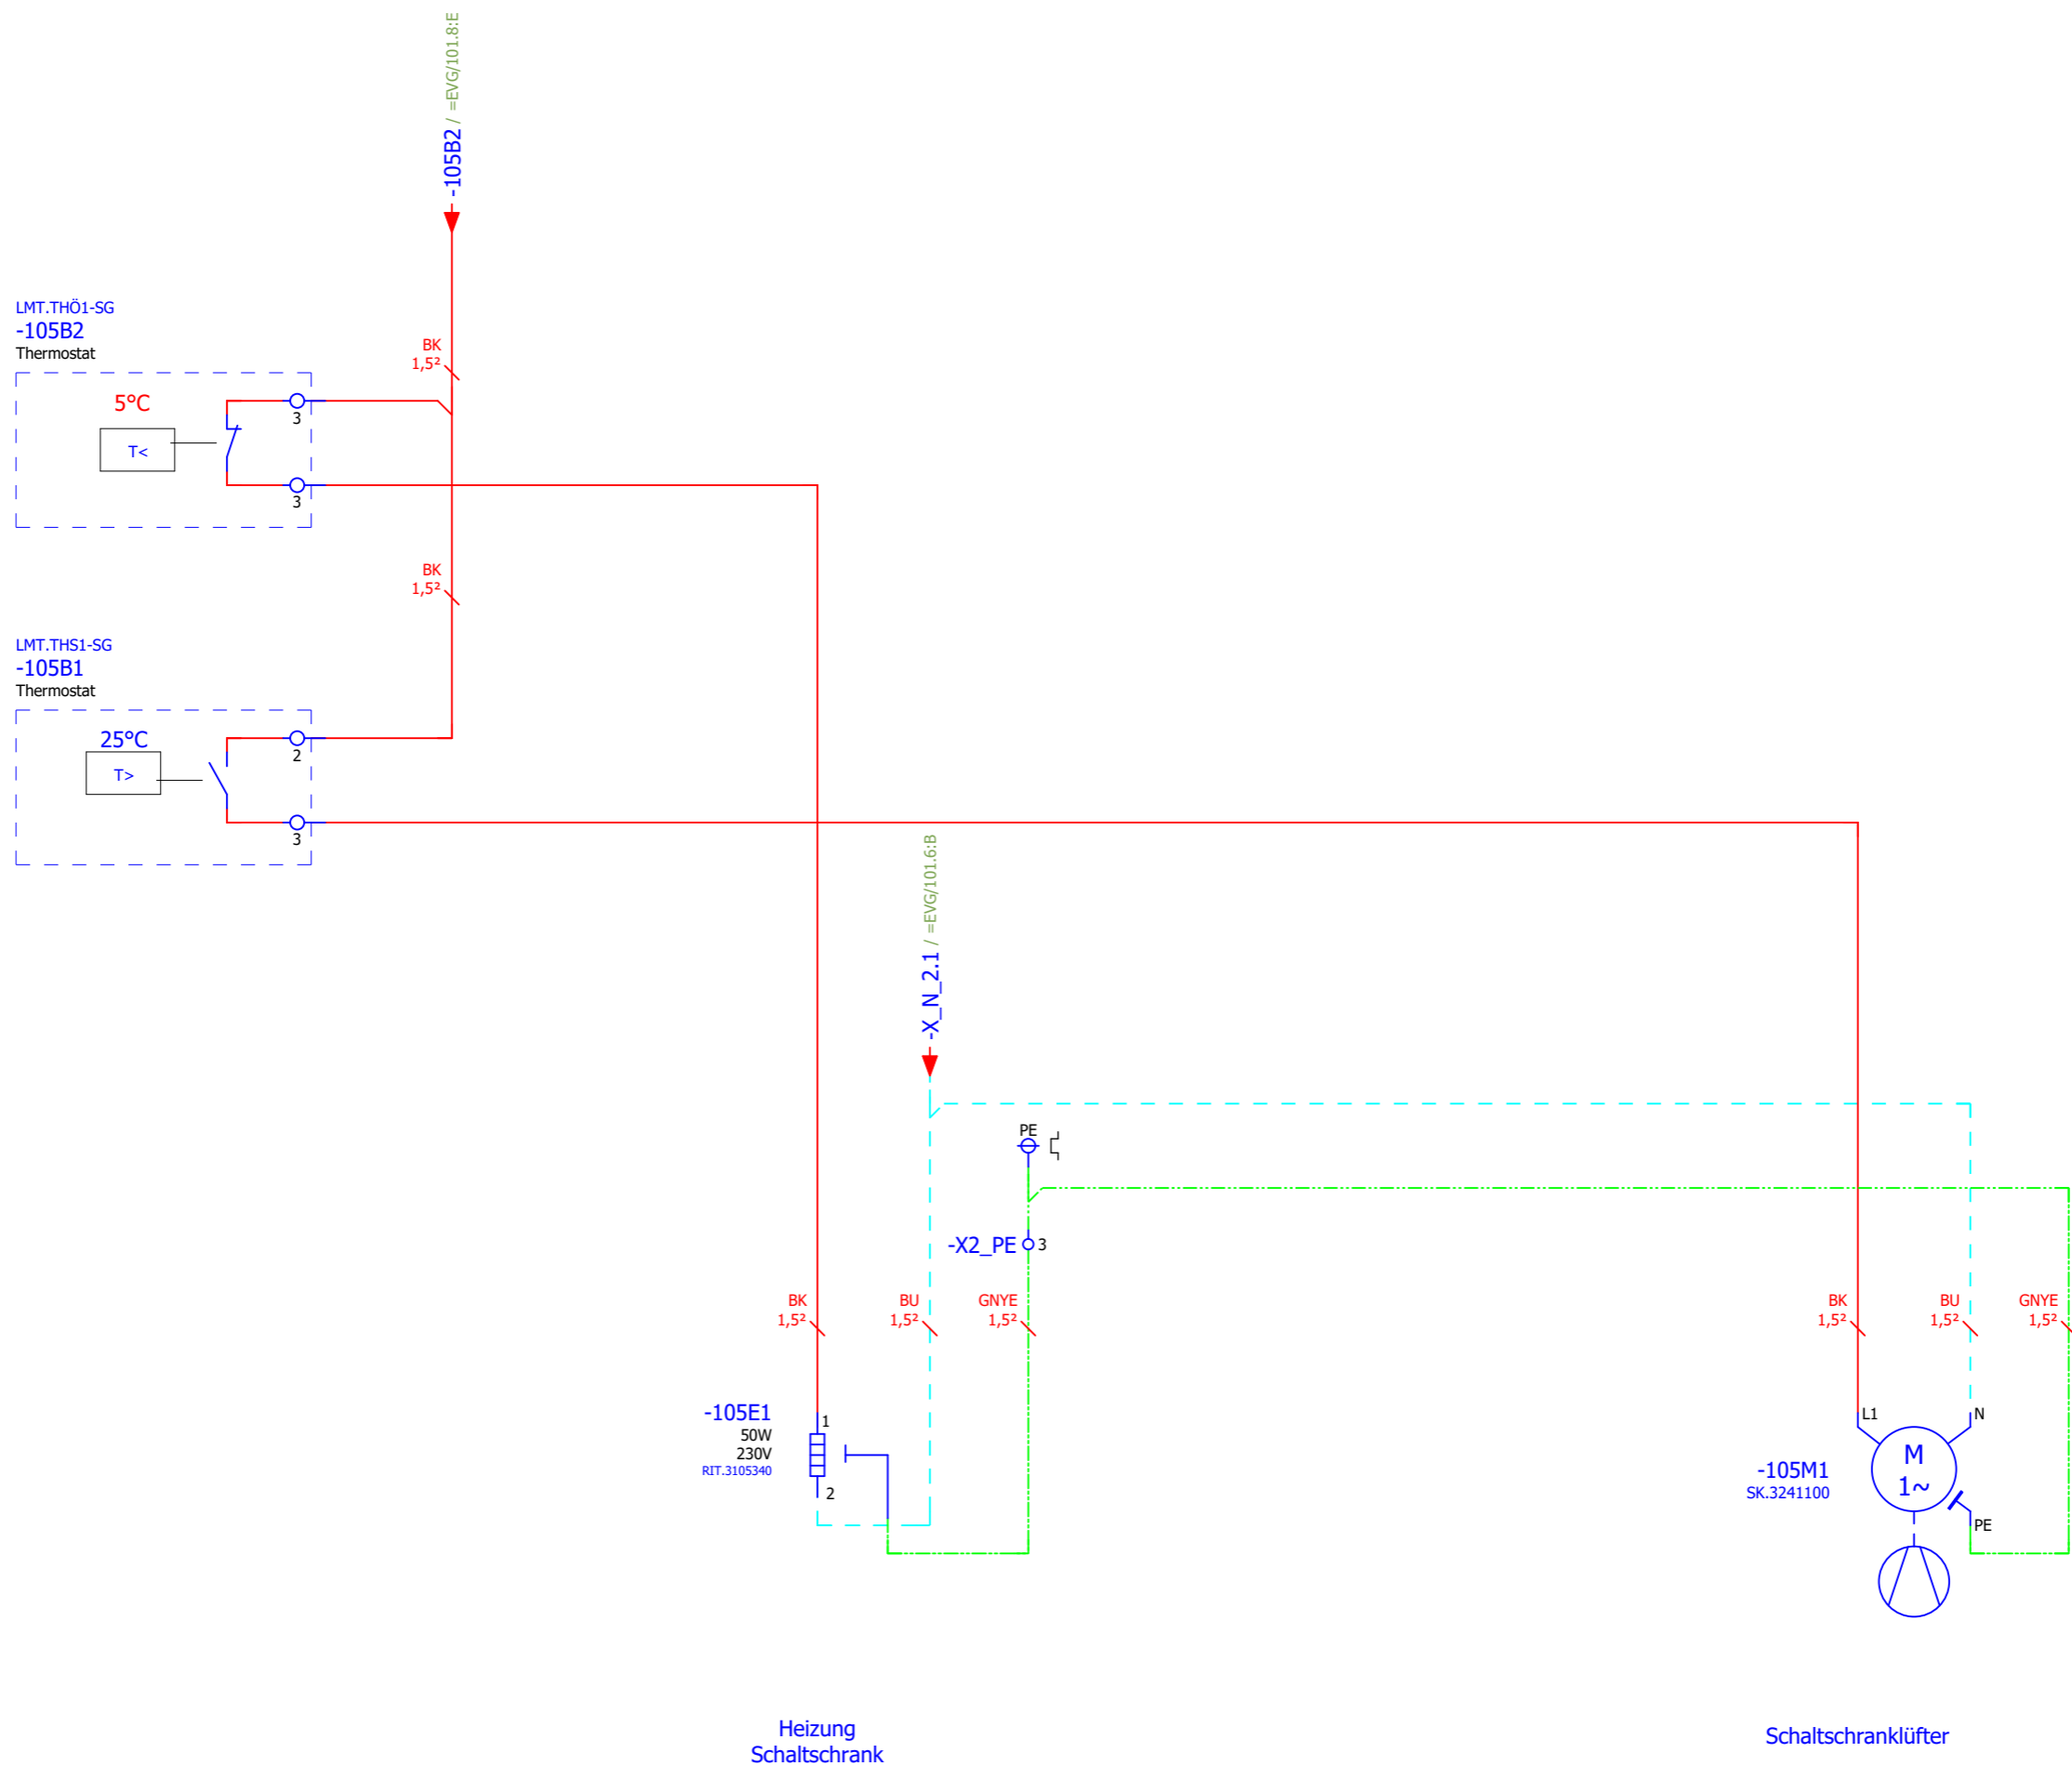 -105B2 / =EVG/101.8:E
LMT.THÖ1-SG
-105B2
Thermostat
5°C
T<
3
3
BK
1,5²
BK
1,5²
LMT.THS1-SG
-105B1
Thermostat
25°C
T>
2
3
-X_N_2.1 / =EVG/101.6:B
PE
-X2_PE
3
BK
1,5²
BU
1,5²
GNYE
1,5²
BK
1,5²
BU
1,5²
GNYE
1,5²
-105E1
50W
230V
RIT.3105340
1
2
L1
N
M
1~
-105M1
SK.3241100
PE
Heizung
Schaltschrank
Schaltschranklüfter